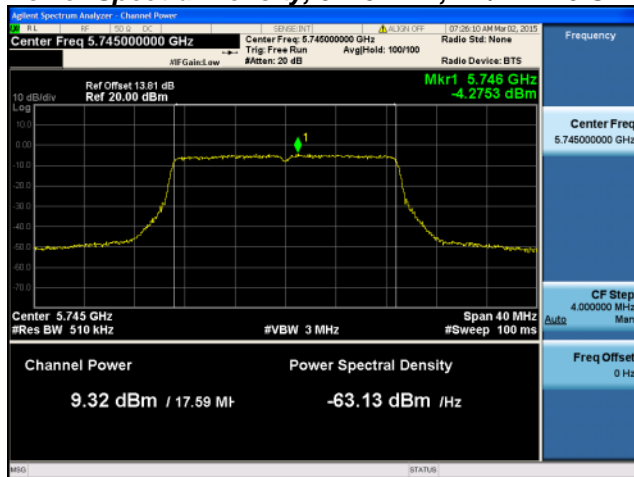 Agilent Spectrum Analyzer - Channel Power
RL RF 50 Ω DC SENSE:INT ALIGN OFF 07:26:10 AM Mar 02, 2015
Center Freq 5.745000000 GHz
Center Freq: 5.745000000 GHz
Radio Std: None
Trig: Free Run Avg|Hold: 100/100
#IFGain:Low #Atten: 20 dB Radio Device: BTS
Frequency
Mkr1 5.746 GHz
-4.2753 dBm
Ref Offset 13.81 dB
10 dB/div Ref 20.00 dBm
Log
10.0
0.00
-10.0
-20.0
-30.0
-40.0
-50.0
-60.0
-70.0
1
Center 5.745 GHz Span 40 MHz
#Res BW 510 kHz #VBW 3 MHz #Sweep 100 ms
Channel Power Power Spectral Density
9.32 dBm / 17.59 MH -63.13 dBm /Hz
Center Freq
5.745000000 GHz
CF Step
4.000000 MHz
Auto Man
Freq Offset
0 Hz
MSG STATUS